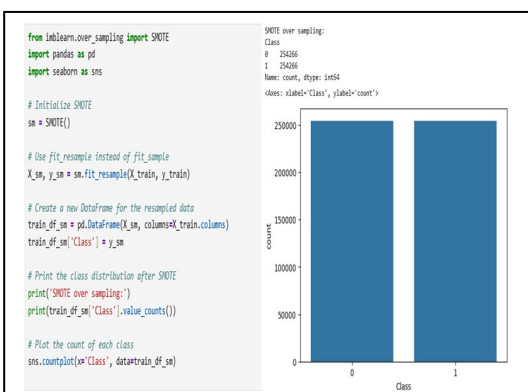 from imblearn.over_sampling import SMOTE
import pandas as pd
import seaborn as sns
# Initialize SMOTE
sm = SMOTE()
# Use fit_resample instead of fit_sample
X_sm, y_sm = sm.fit_resample(X_train, y_train)
# Create a new DataFrame for the resampled data
train_df_sm = pd.DataFrame(X_sm, columns=X_train.columns)
train_df_sm['Class'] = y_sm
# Print the class distribution after SMOTE
print('SMOTE over sampling:')
print(train_df_sm['Class'].value_counts())
# Plot the count of each class
sns.countplot(x='Class', data=train_df_sm)
SMOTE over sampling:
Class
0 254266
1 254266
Name: count, dtype: int64
<Axes: xlabel='Class', ylabel='count'>
250000
200000
150000
100000
50000
0
count
0 1
Class